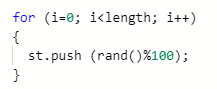 for (i=0; i<length; i++)
{
  st.push (rand()%100);
}